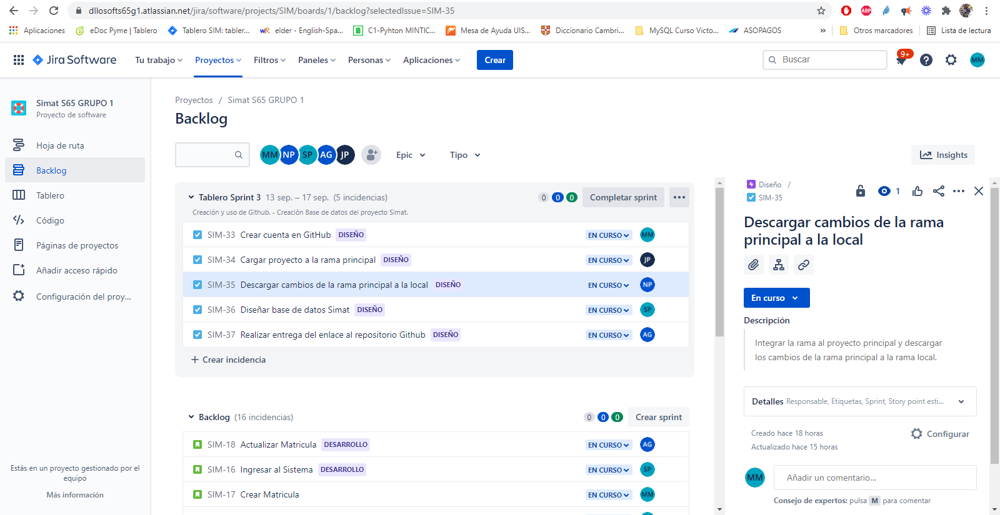 dllosofts65g1.atlassian.net/jira/software/projects/SIM/boards/1/backlog?selectedIssue=SIM-35
ABP
Aplicaciones
eDoc Pyme | Tablero
Tablero SIM: tabler...
wR elder - English-Spa...
C1-Pyhton MINTIC...
Mesa de Ayuda UIS...
Diccionario Cambri...
MySQL Curso Victo...
ASOPAGOS
»
Otros marcadores
Lista de lectura
Jira Software
Tu trabajo
Proyectos
Filtros
Paneles
Personas
Aplicaciones
Crear
Buscar
9+
MM
Simat S65 GRUPO 1
Proyecto de software
Hoja de ruta
Backlog
Tablero
Código
Páginas de proyectos
Añadir acceso rápido
Configuración del proy...
Estás en un proyecto gestionado por el
equipo
Más información
Proyectos / Simat S65 GRUPO 1
Backlog
MM NP SP AG JP
Epic
Tipo
Insights
Tablero Sprint 3 13 sep. – 17 sep. (5 incidencias) 0 0 0 Completar sprint
Creación y uso de Github. - Creación Base de datos del proyecto Simat.
SIM-33 Crear cuenta en GitHub DISEÑO EN CURSO MM
SIM-34 Cargar proyecto a la rama principal DISEÑO EN CURSO JP
SIM-35 Descargar cambios de la rama principal a la local DISEÑO EN CURSO NP
SIM-36 Diseñar base de datos Simat DISEÑO EN CURSO SP
SIM-37 Realizar entrega del enlace al repositorio Github DISEÑO EN CURSO AG
+ Crear incidencia
Backlog (16 incidencias) 0 0 0 Crear sprint
SIM-18 Actualizar Matricula DESARROLLO EN CURSO AG
SIM-16 Ingresar al Sistema DESARROLLO EN CURSO SP
SIM-17 Crear Matricula EN CURSO MM
Diseño /
SIM-35
1
Descargar cambios de la rama
principal a la local
En curso
Descripción
Integrar la rama al proyecto principal y descargar
los cambios de la rama principal a la rama local.
Detalles Responsable, Etiquetas, Sprint, Story point esti...
Creado hace 18 horas
Actualizado hace 15 horas
Configurar
MM
Añadir un comentario...
Consejo de expertos: pulsa M para comentar